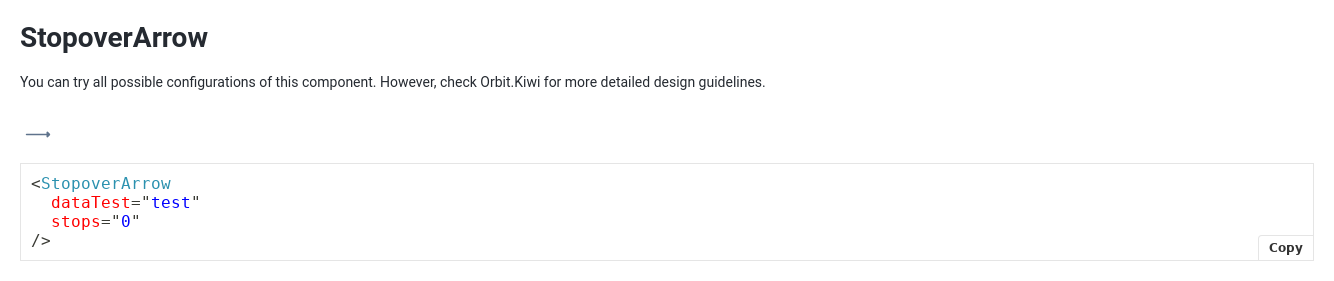 StopoverArrow
You can try all possible configurations of this component. However, check Orbit.Kiwi for more detailed design guidelines.
<StopoverArrow
  dataTest="test"
  stops="0"
/>
Copy